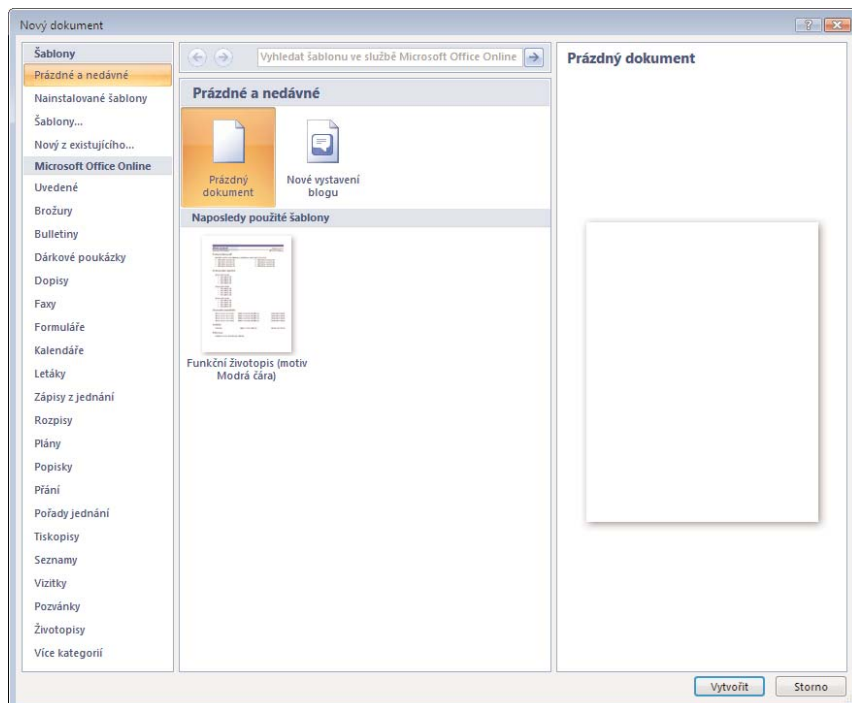 Nový dokument
Šablony
Prázdné a nedávné
Nainstalované šablony
Šablony...
Nový z existujícího...
Microsoft Office Online
Uvedené
Brožury
Bulletiny
Dárkové poukázky
Dopisy
Faxy
Formuláře
Kalendáře
Letáky
Zápisy z jednání
Rozpisy
Plány
Popisky
Přání
Pořady jednání
Tiskopisy
Seznamy
Vizitky
Pozvánky
Životopisy
Více kategorií
Vyhledat šablonu ve službě Microsoft Office Online
Prázdné a nedávné
Prázdný
dokument
Nové vystavení
blogu
Naposledy použité šablony
Funkční životopis (motiv
Modrá čára)
Prázdný dokument
Vytvořit
Storno